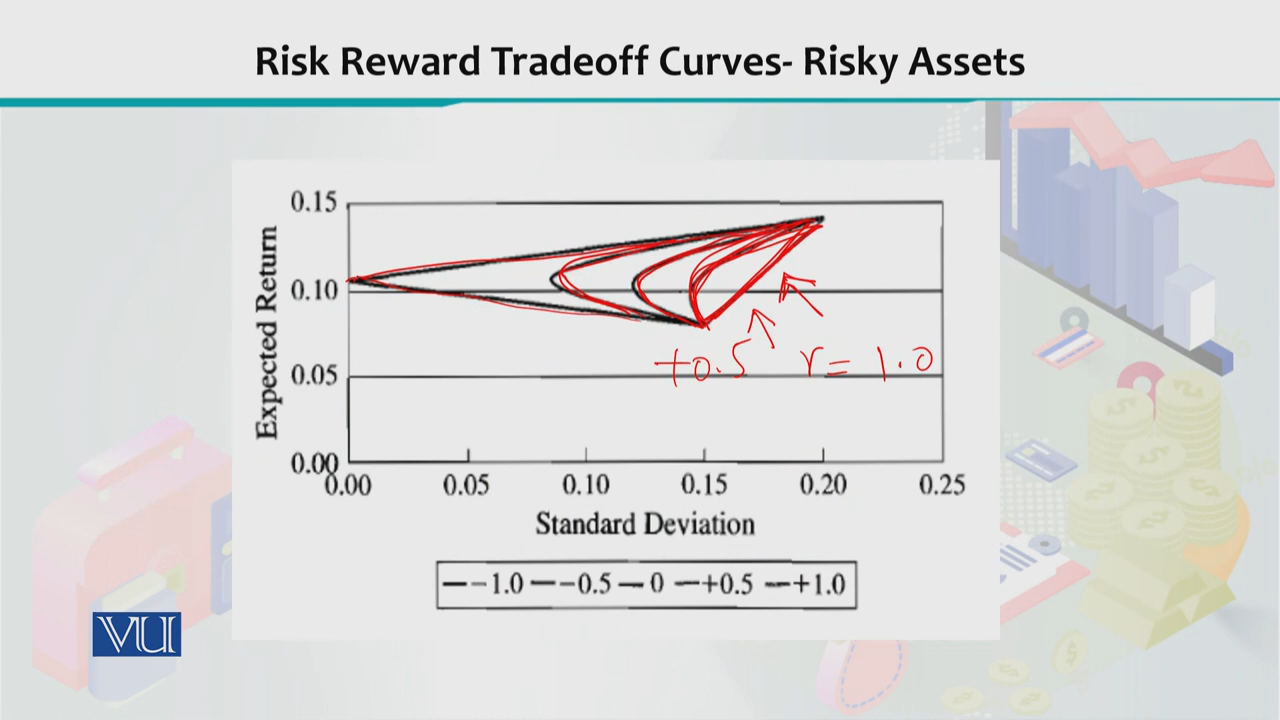 Risk Reward Tradeoff Curves- Risky Assets
0.15
0.10
0.05
0.00
Expected Return
0.00 0.05 0.10 0.15 0.20 0.25
Standard Deviation
+0.5 r = 1.0
-1.0 -0.5 0 +0.5 +1.0
VU